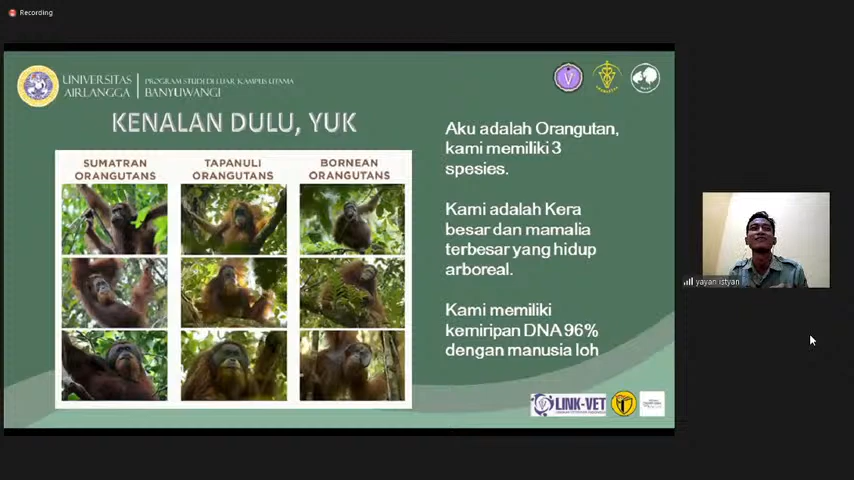 Recording
UNIVERSITAS
AIRLANGGA
PROGRAM STUDI DI LUAR KAMPUS UTAMA
BANYUWANGI
KENALAN DULU, YUK
SUMATRAN
ORANGUTANS
TAPANULI
ORANGUTANS
BORNEAN
ORANGUTANS
Aku adalah Orangutan,
kami memiliki 3
spesies.
Kami adalah Kera
besar dan mamalia
terbesar yang hidup
arboreal.
Kami memiliki
kemiripan DNA 96%
dengan manusia loh
yayan istyan
LINK-VET